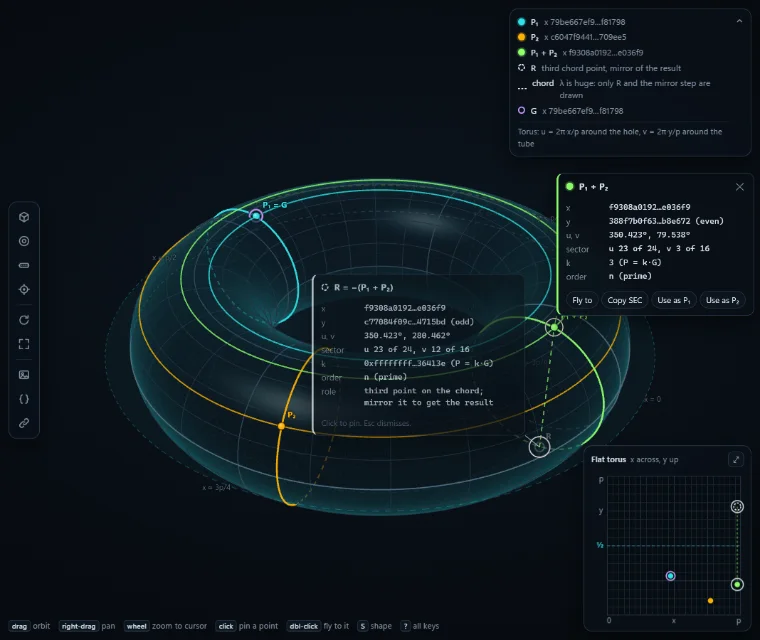 P₁ x 79be667ef9…f81798
P₂ x c6047f9441…709ee5
P₁ + P₂ x f9308a0192…e036f9
R third chord point, mirror of the result
chord λ is huge: only R and the mirror step are
drawn
G x 79be667ef9…f81798
Torus: u = 2π·x/p around the hole, v = 2π·y/p around the
tube
P₁ + P₂
x f9308a0192…e036f9
y 388f7b0f63…b8e672 (even)
u, v 350.423°, 79.538°
sector u 23 of 24, v 3 of 16
k 3 (P = k·G)
order n (prime)
Fly to Copy SEC Use as P₁ Use as P₂
P₁ = G
R = −(P₁ + P₂)
x f9308a0192…e036f9
y c77084f09c…4715bd (odd)
u, v 350.423°, 280.462°
sector u 23 of 24, v 12 of 16
k 0xffffffff…36413e (P = k·G)
order n (prime)
role third point on the chord;
mirror it to get the result
Click to pin. Esc dismisses.
P₂
R
x = 0
x = 3p/4
Flat torus x across, y up
p
y
½
0 x p
drag orbit right-drag pan wheel zoom to cursor click pin a point dbl-click fly to it S shape ? all keys